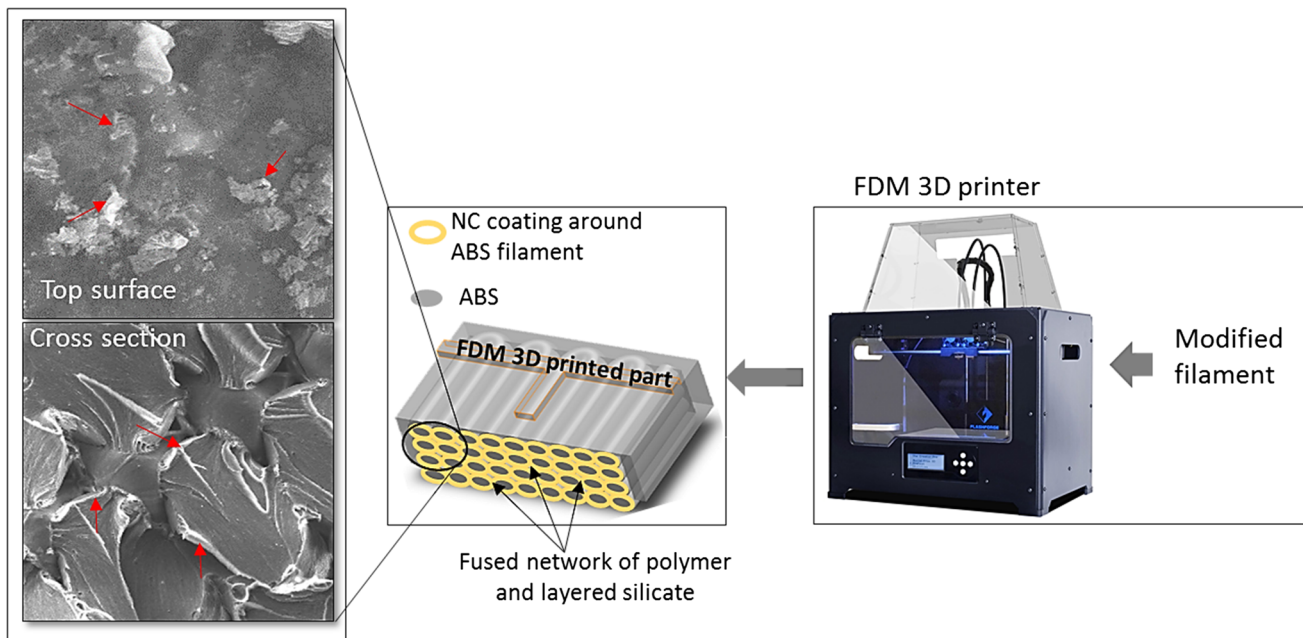 Top surface
Cross section
NC coating around
ABS filament
ABS
FDM 3D printed part
Fused network of polymer
and layered silicate
FDM 3D printer
FLASHFORGE
Modified
filament